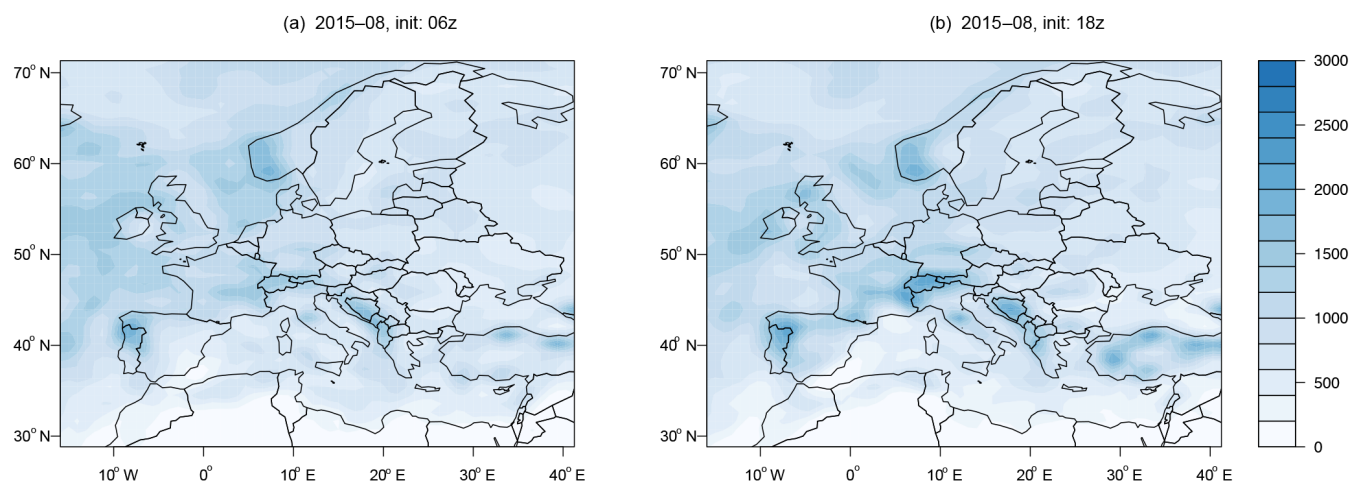 (a) 2015–08, init: 06z
(b) 2015–08, init: 18z
70° N
60° N
50° N
40° N
30° N
10° W
0°
10° E
20° E
30° E
40° E
70° N
60° N
50° N
40° N
30° N
10° W
0°
10° E
20° E
30° E
40° E
3000
2500
2000
1500
1000
500
0